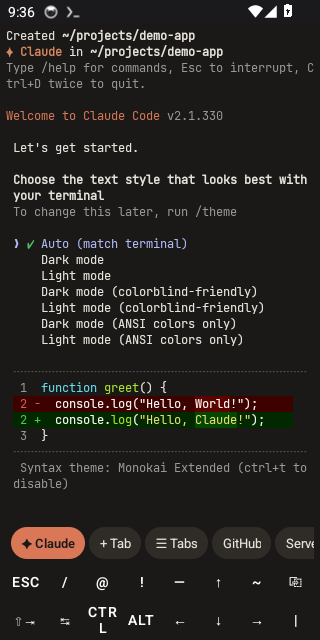 9:36
Created ~/projects/demo-app
✦ Claude in ~/projects/demo-app
Type /help for commands, Esc to interrupt, C
trl+D twice to quit.
Welcome to Claude Code v2.1.330
Let's get started.
Choose the text style that looks best with
your terminal
To change this later, run /theme
❯ ✔ Auto (match terminal)
Dark mode
Light mode
Dark mode (colorblind-friendly)
Light mode (colorblind-friendly)
Dark mode (ANSI colors only)
Light mode (ANSI colors only)
1 function greet() {
2 - console.log("Hello, World!");
2 + console.log("Hello, Claude!");
3 }
Syntax theme: Monokai Extended (ctrl+t to
disable)
✦ Claude + Tab ☰ Tabs GitHub Serve
ESC / @ ! — ↑ ~
⇧⇥ ↹ CTRL ALT ← ↓ → |